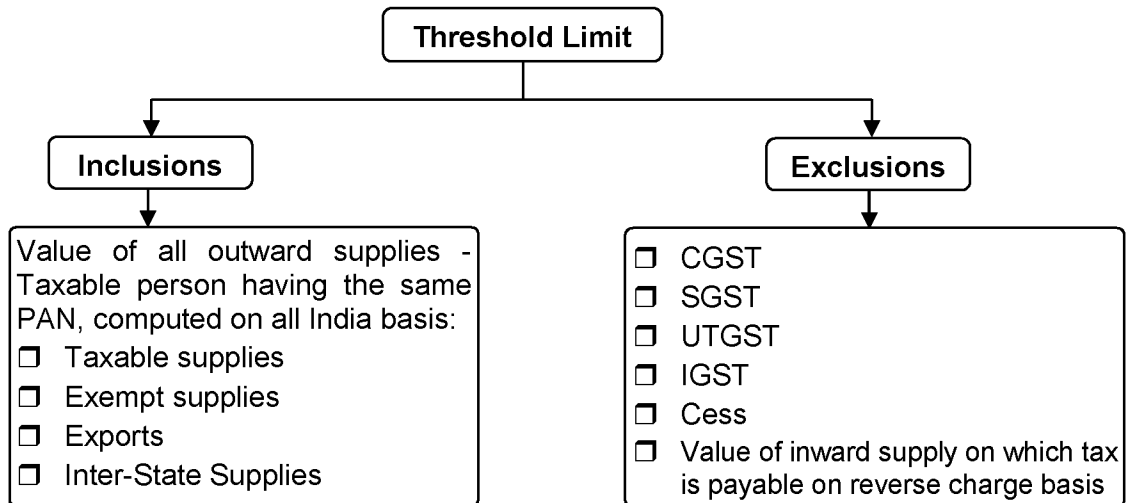 Threshold Limit
Inclusions
Exclusions
Value of all outward supplies -
Taxable person having the same
PAN, computed on all India basis:
❒ Taxable supplies
❒ Exempt supplies
❒ Exports
❒ Inter-State Supplies
❒ CGST
❒ SGST
❒ UTGST
❒ IGST
❒ Cess
❒ Value of inward supply on which tax
is payable on reverse charge basis